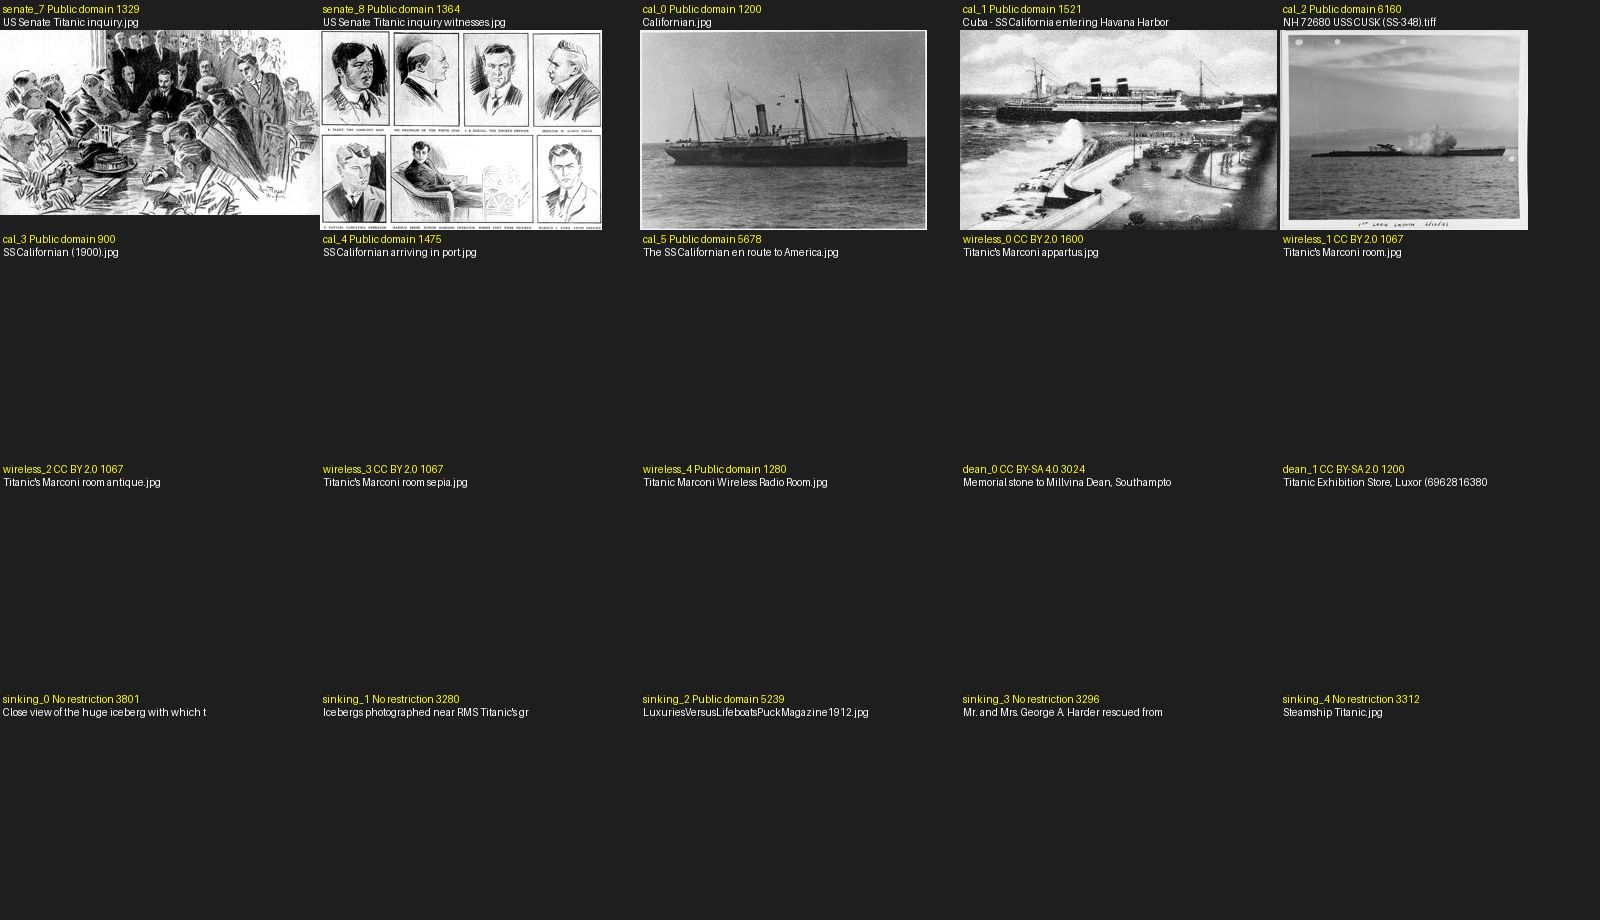 senate_7 Public domain 1329
US Senate Titanic inquiry.jpg
senate_8 Public domain 1364
US Senate Titanic inquiry witnesses.jpg
cal_0 Public domain 1200
Californian.jpg
cal_1 Public domain 1521
Cuba - SS California entering Havana Harbor
cal_2 Public domain 6160
NH 72680 USS CUSK (SS-348).tiff
cal_3 Public domain 900
SS Californian (1900).jpg
cal_4 Public domain 1475
SS Californian arriving in port.jpg
cal_5 Public domain 5678
The SS Californian en route to America.jpg
wireless_0 CC BY 2.0 1600
Titanic's Marconi appartus.jpg
wireless_1 CC BY 2.0 1067
Titanic's Marconi room.jpg
wireless_2 CC BY 2.0 1067
Titanic's Marconi room antique.jpg
wireless_3 CC BY 2.0 1067
Titanic's Marconi room sepia.jpg
wireless_4 Public domain 1280
Titanic Marconi Wireless Radio Room.jpg
dean_0 CC BY-SA 4.0 3024
Memorial stone to Millvina Dean, Southampto
dean_1 CC BY-SA 2.0 1200
Titanic Exhibition Store, Luxor (6962816380
sinking_0 No restriction 3801
Close view of the huge iceberg with which t
sinking_1 No restriction 3280
Icebergs photographed near RMS Titanic's gr
sinking_2 Public domain 5239
LuxuriesVersusLifeboatsPuckMagazine1912.jpg
sinking_3 No restriction 3296
Mr. and Mrs. George A. Harder rescued from
sinking_4 No restriction 3312
Steamship Titanic.jpg